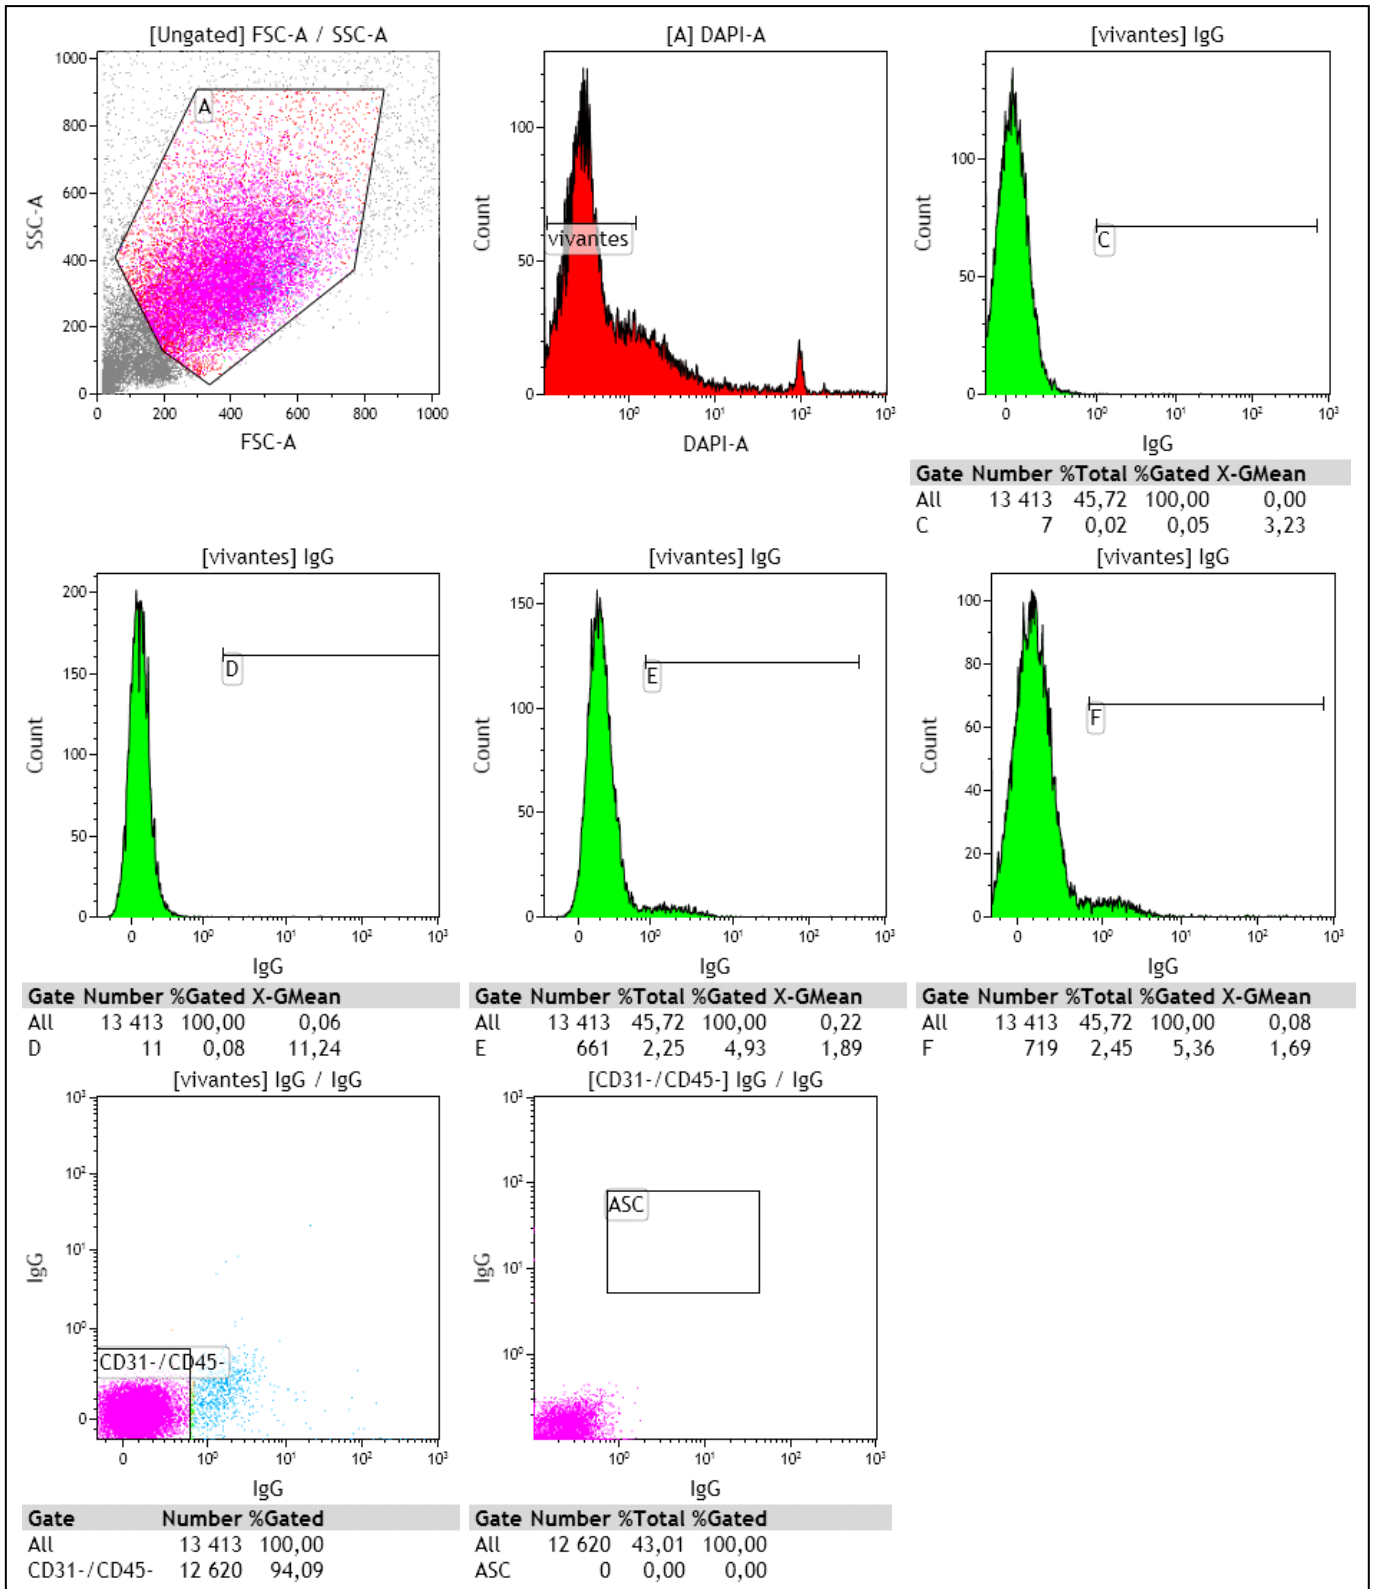 [Ungated] FSC-A / SSC-A
1000
800
600
400
200
0
SSC-A
A
0 200 400 600 800 1000
FSC-A
[A] DAPI-A
100
50
0
Count
vivantes
10⁰ 10¹ 10² 10³
DAPI-A
[vivantes] IgG
100
50
0
Count
C
0 10⁰ 10¹ 10² 10³
IgG
Gate Number %Total %Gated X-GMean
All 13 413 45,72 100,00 0,00
C 7 0,02 0,05 3,23
[vivantes] IgG
200
150
100
50
0
Count
D
0 10⁰ 10¹ 10² 10³
IgG
Gate Number %Gated X-GMean
All 13 413 100,00 0,06
D 11 0,08 11,24
[vivantes] IgG
150
100
50
0
Count
E
0 10⁰ 10¹ 10² 10³
IgG
Gate Number %Total %Gated X-GMean
All 13 413 45,72 100,00 0,22
E 661 2,25 4,93 1,89
[vivantes] IgG
100
80
60
40
20
0
Count
F
0 10⁰ 10¹ 10² 10³
IgG
Gate Number %Total %Gated X-GMean
All 13 413 45,72 100,00 0,08
F 719 2,45 5,36 1,69
[vivantes] IgG / IgG
10³
10²
10¹
10⁰
0
IgG
CD31-/CD45-
0 10⁰ 10¹ 10² 10³
IgG
Gate Number %Gated
All 13 413 100,00
CD31-/CD45- 12 620 94,09
[CD31-/CD45-] IgG / IgG
10³
10²
10¹
10⁰
IgG
ASC
10⁰ 10¹ 10² 10³
IgG
Gate Number %Total %Gated
All 12 620 43,01 100,00
ASC 0 0,00 0,00